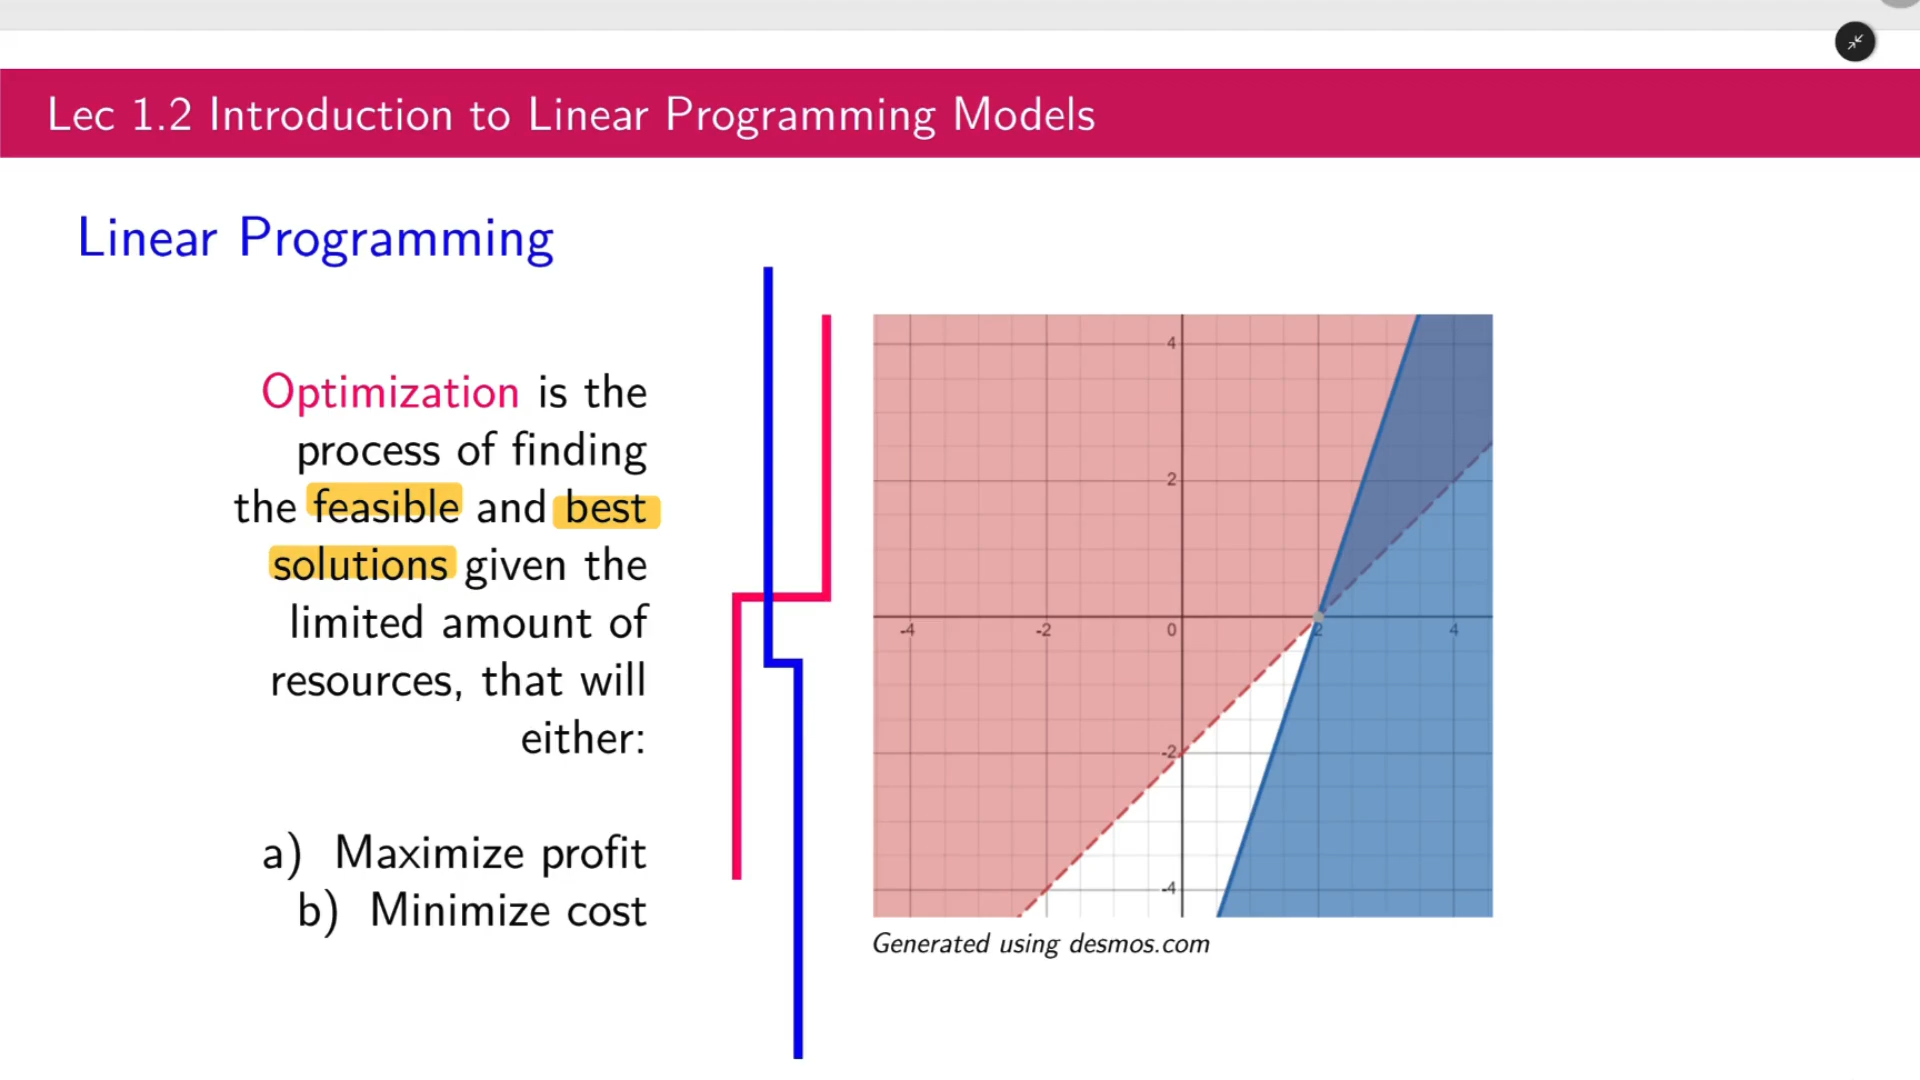 Lec 1.2 Introduction to Linear Programming Models
Linear Programming
Optimization is the
process of finding
the feasible and best
solutions given the
limited amount of
resources, that will
either:
a) Maximize profit
b) Minimize cost
4
2
-4 -2 0 2 4
-2
-4
Generated using desmos.com